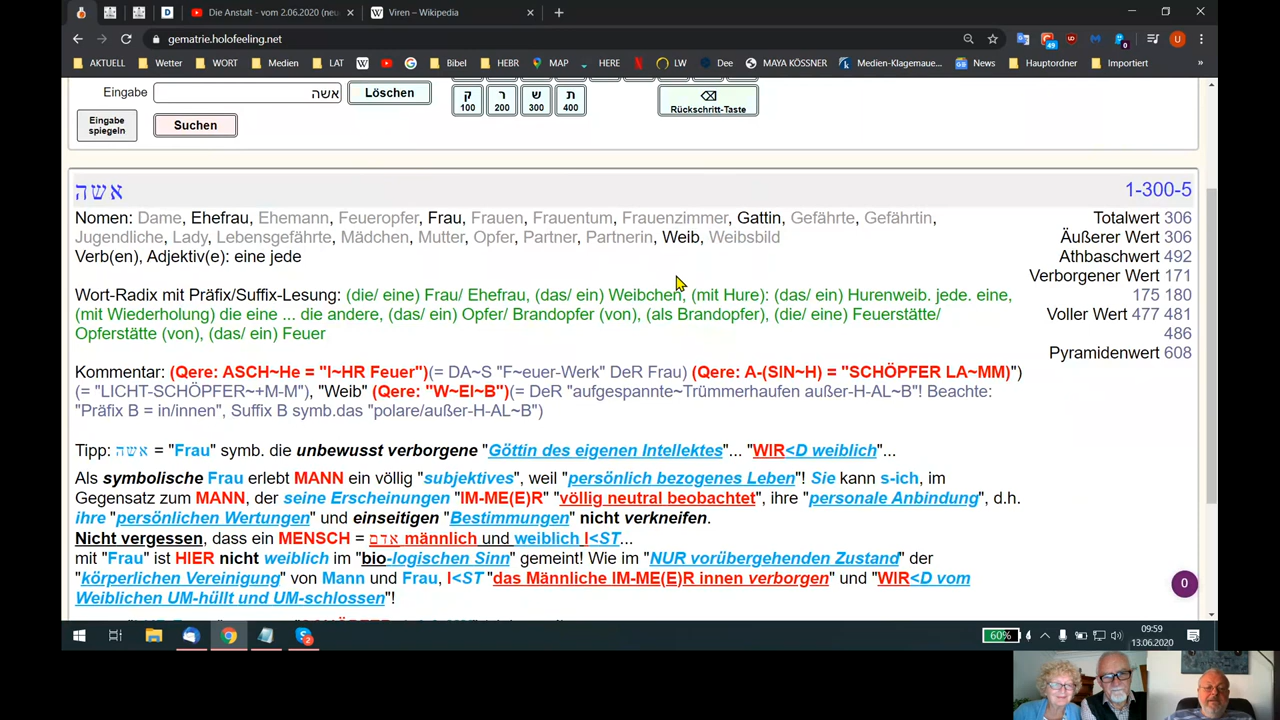 Die Anstalt - vom 2.06.2020 (neu
Viren – Wikipedia
gematrie.holofeeling.net
AKTUELL Wetter WORT Medien LAT Bibel HEBR MAP HERE LW Dee MAYA KÖSSNER Medien-Klagemaue... News Hauptordner Importiert »
Eingabe אשה Löschen ק ר ש ת
100 200 300 400 Rückschritt-Taste
Eingabe spiegeln Suchen
אשה 1-300-5
Nomen: Dame, Ehefrau, Ehemann, Feueropfer, Frau, Frauen, Frauentum, Frauenzimmer, Gattin, Gefährte, Gefährtin, Totalwert 306
Jugendliche, Lady, Lebensgefährte, Mädchen, Mutter, Opfer, Partner, Partnerin, Weib, Weibsbild Äußerer Wert 306
Verb(en), Adjektiv(e): eine jede Athbaschwert 492
Verborgener Wert 171
Wort-Radix mit Präfix/Suffix-Lesung: (die/ eine) Frau/ Ehefrau, (das/ ein) Weibchen, (mit Hure): (das/ ein) Hurenweib. jede. eine, 175 180
(mit Wiederholung) die eine ... die andere, (das/ ein) Opfer/ Brandopfer (von), (als Brandopfer), (die/ eine) Feuerstätte/ Voller Wert 477 481
Opferstätte (von), (das/ ein) Feuer 486
Pyramidenwert 608
Kommentar: (Qere: ASCH~He = "I~HR Feuer")(= DA~S "F~euer-Werk" DeR Frau) (Qere: A-(SIN~H) = "SCHÖPFER LA~MM)")
(= "LICHT-SCHÖPFER~+M-M"), "Weib" (Qere: "W~EI~B")(= DeR "aufgespannte~Trümmerhaufen außer-H-AL~B"! Beachte:
"Präfix B = in/innen", Suffix B symb.das "polare/außer-H-AL~B")
Tipp: אשה = "Frau" symb. die unbewusst verborgene "Göttin des eigenen Intellektes"... "WIR<D weiblich"...
Als symbolische Frau erlebt MANN ein völlig "subjektives", weil "persönlich bezogenes Leben"! Sie kann s-ich, im
Gegensatz zum MANN, der seine Erscheinungen "IM-ME(E)R" "völlig neutral beobachtet", ihre "personale Anbindung", d.h.
ihre "persönlichen Wertungen" und einseitigen "Bestimmungen" nicht verkneifen.
Nicht vergessen, dass ein MENSCH = אדם männlich und weiblich I<ST...
mit "Frau" ist HIER nicht weiblich im "bio-logischen Sinn" gemeint! Wie im "NUR vorübergehenden Zustand" der
"körperlichen Vereinigung" von Mann und Frau, I<ST "das Männliche IM-ME(E)R innen verborgen" und "WIR<D vom
Weiblichen UM-hüllt und UM-schlossen"!
0
60% 09:59
13.06.2020